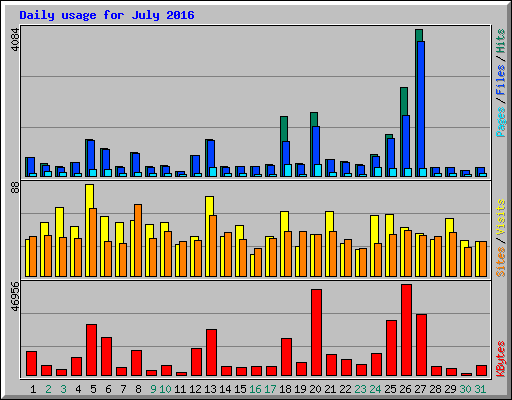 Daily usage for July 2016
4084
Pages / Files / Hits
88
Sites / Visits
46956
KBytes
1 2 3 4 5 6 7 8 9 10 11 12 13 14 15 16 17 18 19 20 21 22 23 24 25 26 27 28 29 30 31